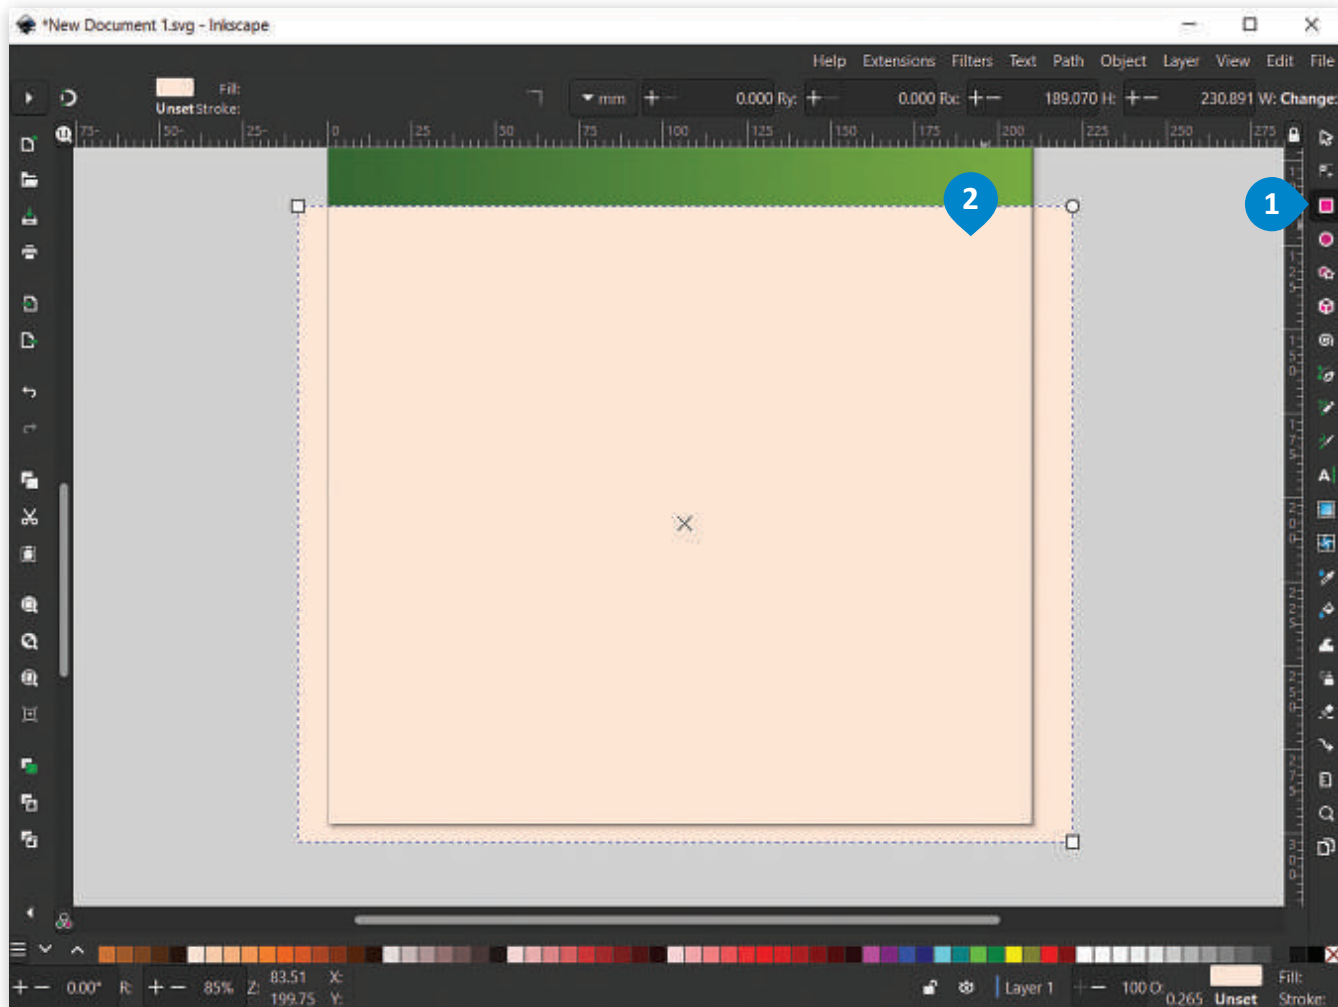 *New Document 1.svg - Inkscape
Help Extensions Filters Text Path Object Layer View Edit File
Fill:
Unset Stroke:
mm 0.000 Ry: 0.000 Rx: 189.070 H: 230.891 W: Change:
75 50 25 0 25 50 75 100 125 150 175 200 225 250 275
2
1
A
0.00° R: 85% Z: 83.51 X:
199.75 Y:
Layer 1 100 O: 0.265 Unset
Fill:
Stroke: